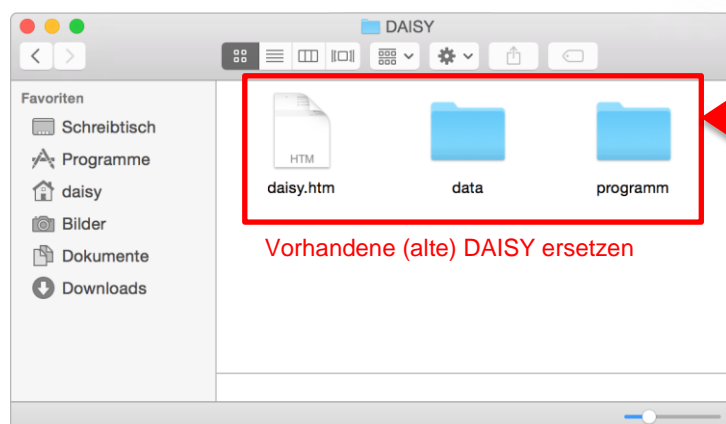 DAISY
Favoriten
Schreibtisch
Programme
daisy
Bilder
Dokumente
Downloads
HTM
daisy.htm
data
programm
Vorhandene (alte) DAISY ersetzen